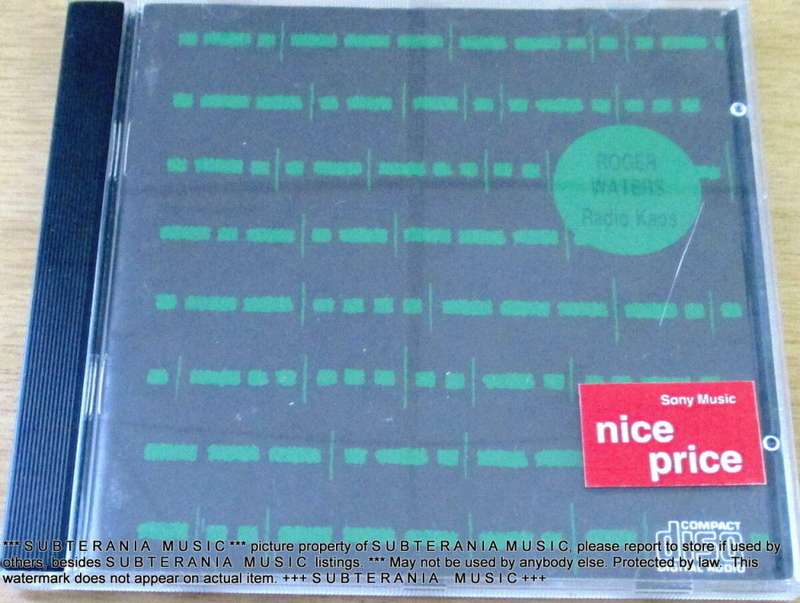 ROGER
WATERS
Radio Kaos
Sony Music
nice
price
COMPACT
disc
DIGITAL AUDIO
*** S U B T E R A N I A M U S I C *** picture property of S U B T E R A N I A M U S I C, please report to store if used by
others, besides S U B T E R A N I A M U S I C listings. *** May not be used by anybody else. Protected by law. This
watermark does not appear on actual item. +++ S U B T E R A N I A M U S I C +++